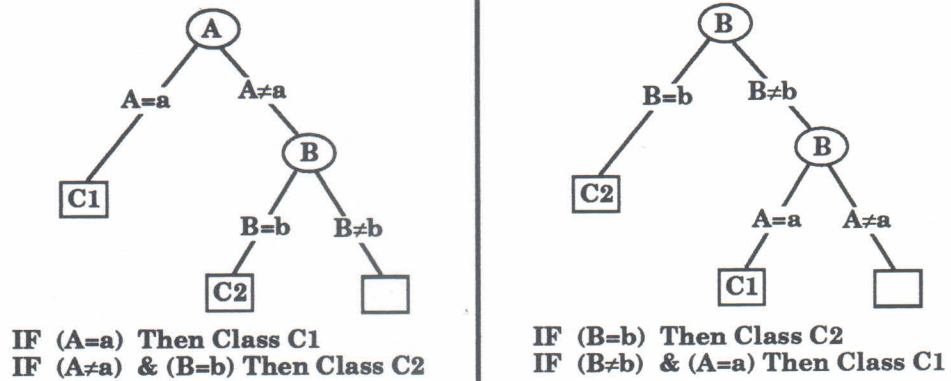 A
A=a
A≠a
C1
B
B=b
B≠b
C2
IF (A=a) Then Class C1
IF (A≠a) & (B=b) Then Class C2
B
B=b
B≠b
C2
B
A=a
A≠a
C1
IF (B=b) Then Class C2
IF (B≠b) & (A=a) Then Class C1